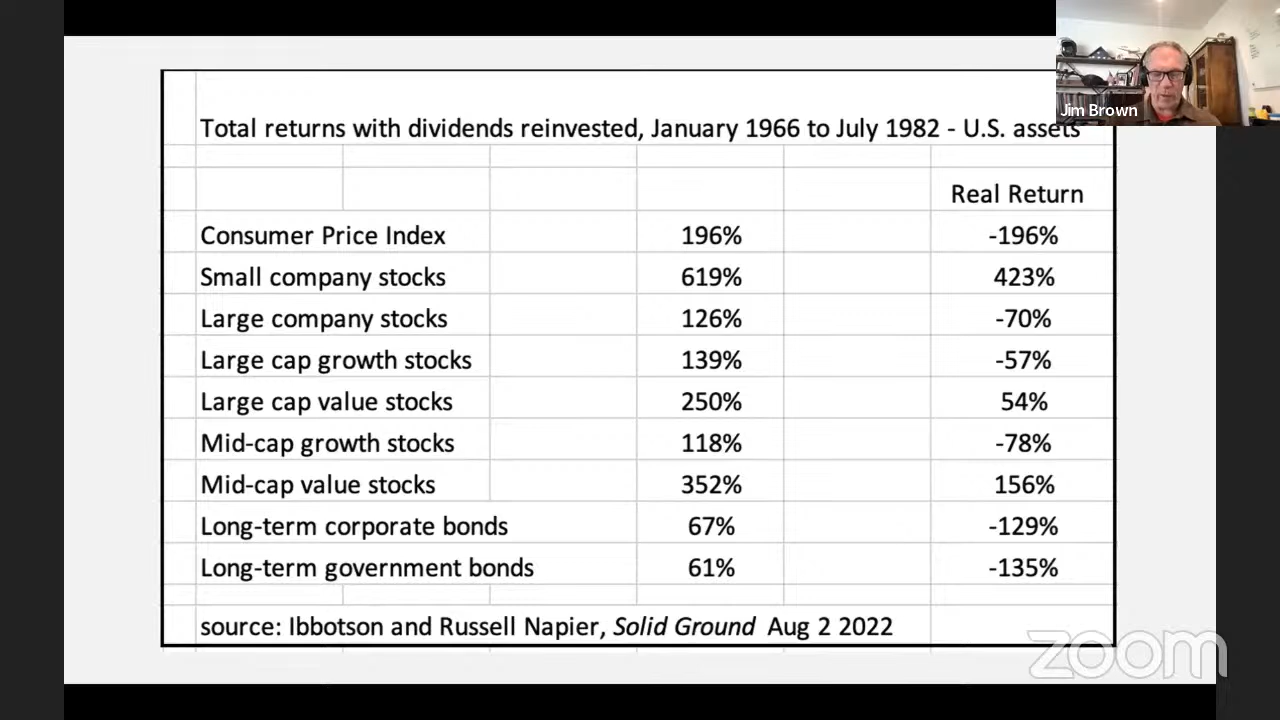 Jim Brown
Total returns with dividends reinvested, January 1966 to July 1982 - U.S. assets
Real Return
Consumer Price Index 196% -196%
Small company stocks 619% 423%
Large company stocks 126% -70%
Large cap growth stocks 139% -57%
Large cap value stocks 250% 54%
Mid-cap growth stocks 118% -78%
Mid-cap value stocks 352% 156%
Long-term corporate bonds 67% -129%
Long-term government bonds 61% -135%
source: Ibbotson and Russell Napier, Solid Ground Aug 2 2022
zoom